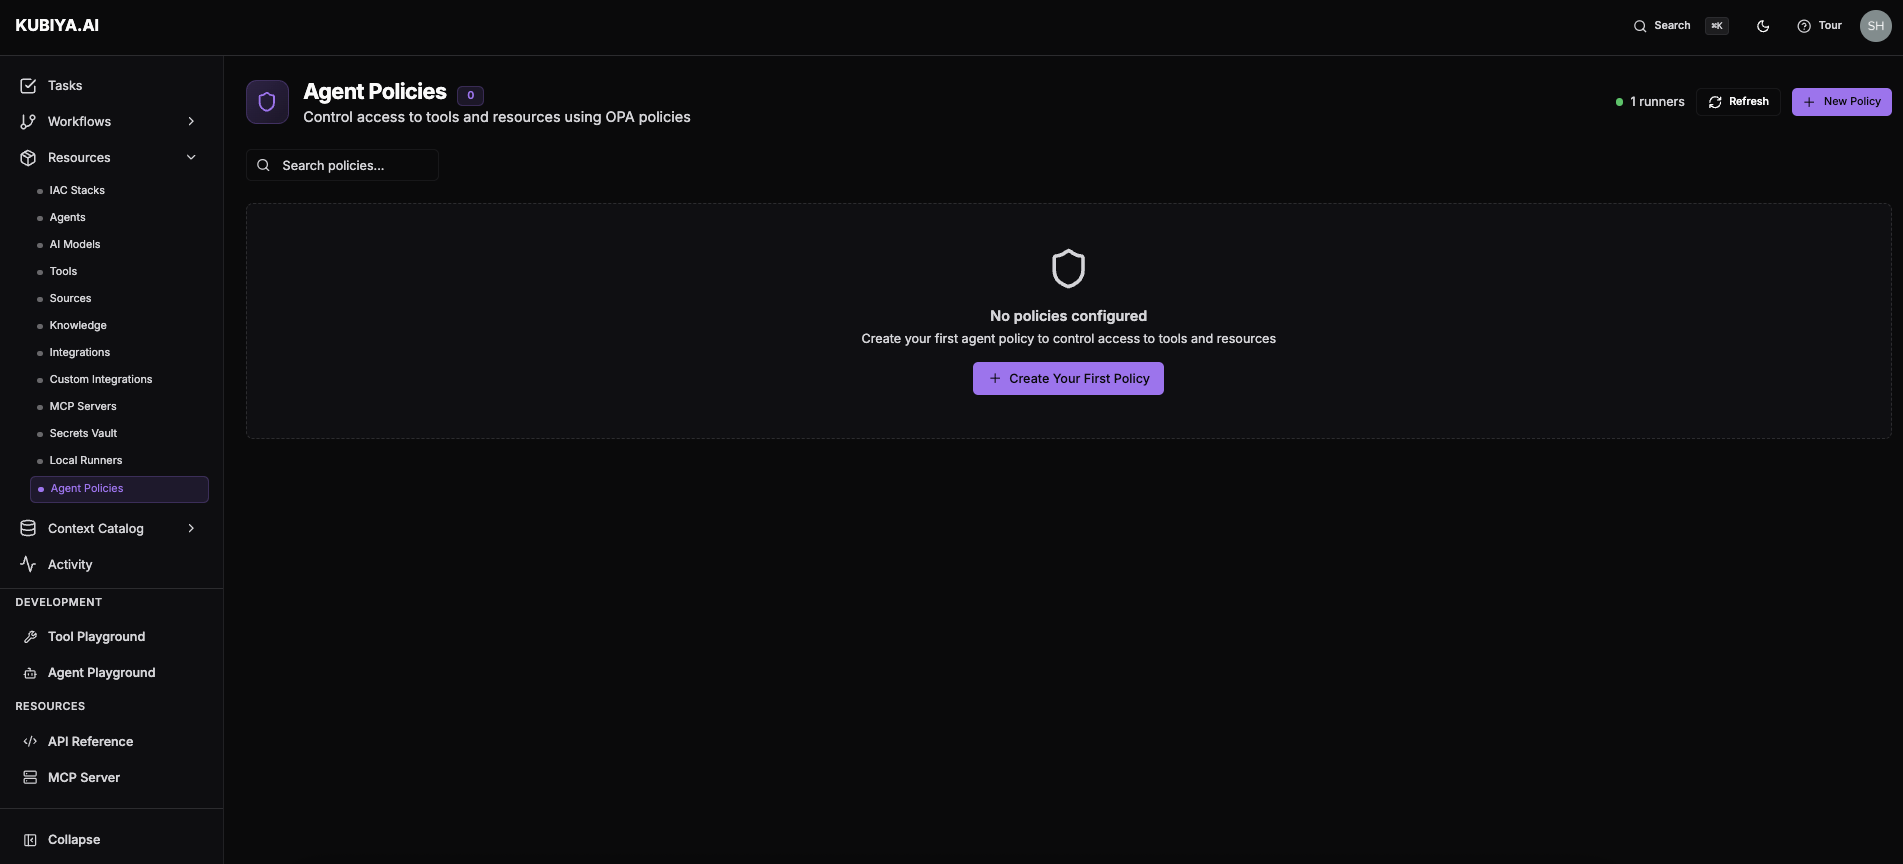 KUBIYA.AI
Search ⌘K
Tour
SH
Tasks
Workflows
Resources
IAC Stacks
Agents
AI Models
Tools
Sources
Knowledge
Integrations
Custom Integrations
MCP Servers
Secrets Vault
Local Runners
Agent Policies
Context Catalog
Activity
DEVELOPMENT
Tool Playground
Agent Playground
RESOURCES
API Reference
MCP Server
Collapse
Agent Policies 0
Control access to tools and resources using OPA policies
1 runners
Refresh
New Policy
Search policies...
No policies configured
Create your first agent policy to control access to tools and resources
Create Your First Policy